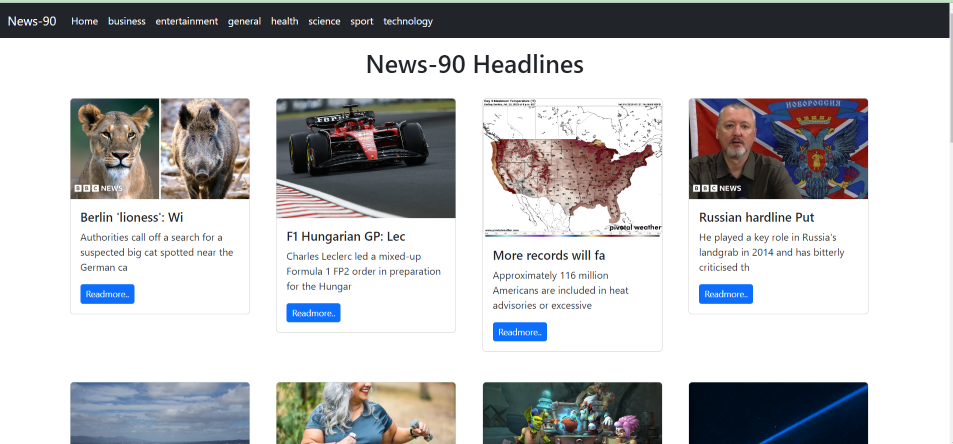 News-90 Home business entertainment general health science sport technology
News-90 Headlines
BBC NEWS
Berlin 'lioness': Wi
Authorities call off a search for a
suspected big cat spotted near the
German ca
Readmore..
F1 Hungarian GP: Lec
Charles Leclerc led a mixed-up
Formula 1 FP2 order in preparation
for the Hungar
Readmore..
pivotal weather
More records will fa
Approximately 116 million
Americans are included in heat
advisories or excessive
Readmore..
НОВОРОССИЯ
BBC NEWS
Russian hardline Put
He played a key role in Russia's
landgrab in 2014 and has bitterly
criticised th
Readmore..